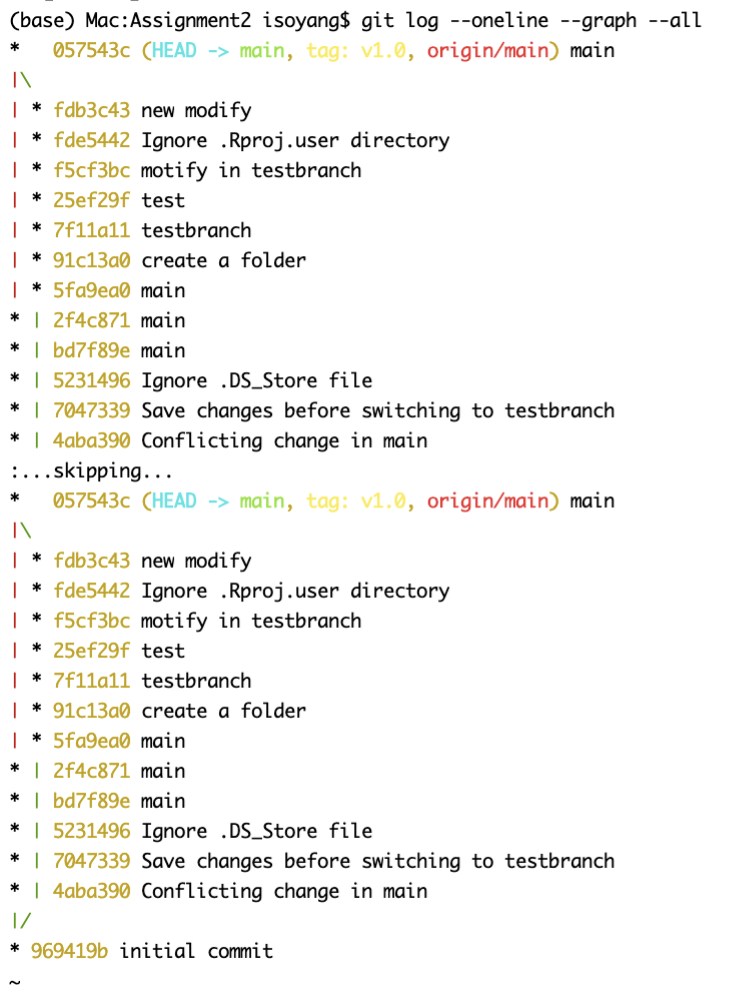 (base) Mac:Assignment2 isoyang$ git log --oneline --graph --all
*   057543c (HEAD -> main, tag: v1.0, origin/main) main
|\
| * fdb3c43 new modify
| * fde5442 Ignore .Rproj.user directory
| * f5cf3bc motify in testbranch
| * 25ef29f test
| * 7f11a11 testbranch
| * 91c13a0 create a folder
| * 5fa9ea0 main
* | 2f4c871 main
* | bd7f89e main
* | 5231496 Ignore .DS_Store file
* | 7047339 Save changes before switching to testbranch
* | 4aba390 Conflicting change in main
:...skipping...
*   057543c (HEAD -> main, tag: v1.0, origin/main) main
|\
| * fdb3c43 new modify
| * fde5442 Ignore .Rproj.user directory
| * f5cf3bc motify in testbranch
| * 25ef29f test
| * 7f11a11 testbranch
| * 91c13a0 create a folder
| * 5fa9ea0 main
* | 2f4c871 main
* | bd7f89e main
* | 5231496 Ignore .DS_Store file
* | 7047339 Save changes before switching to testbranch
* | 4aba390 Conflicting change in main
|/
* 969419b initial commit
~